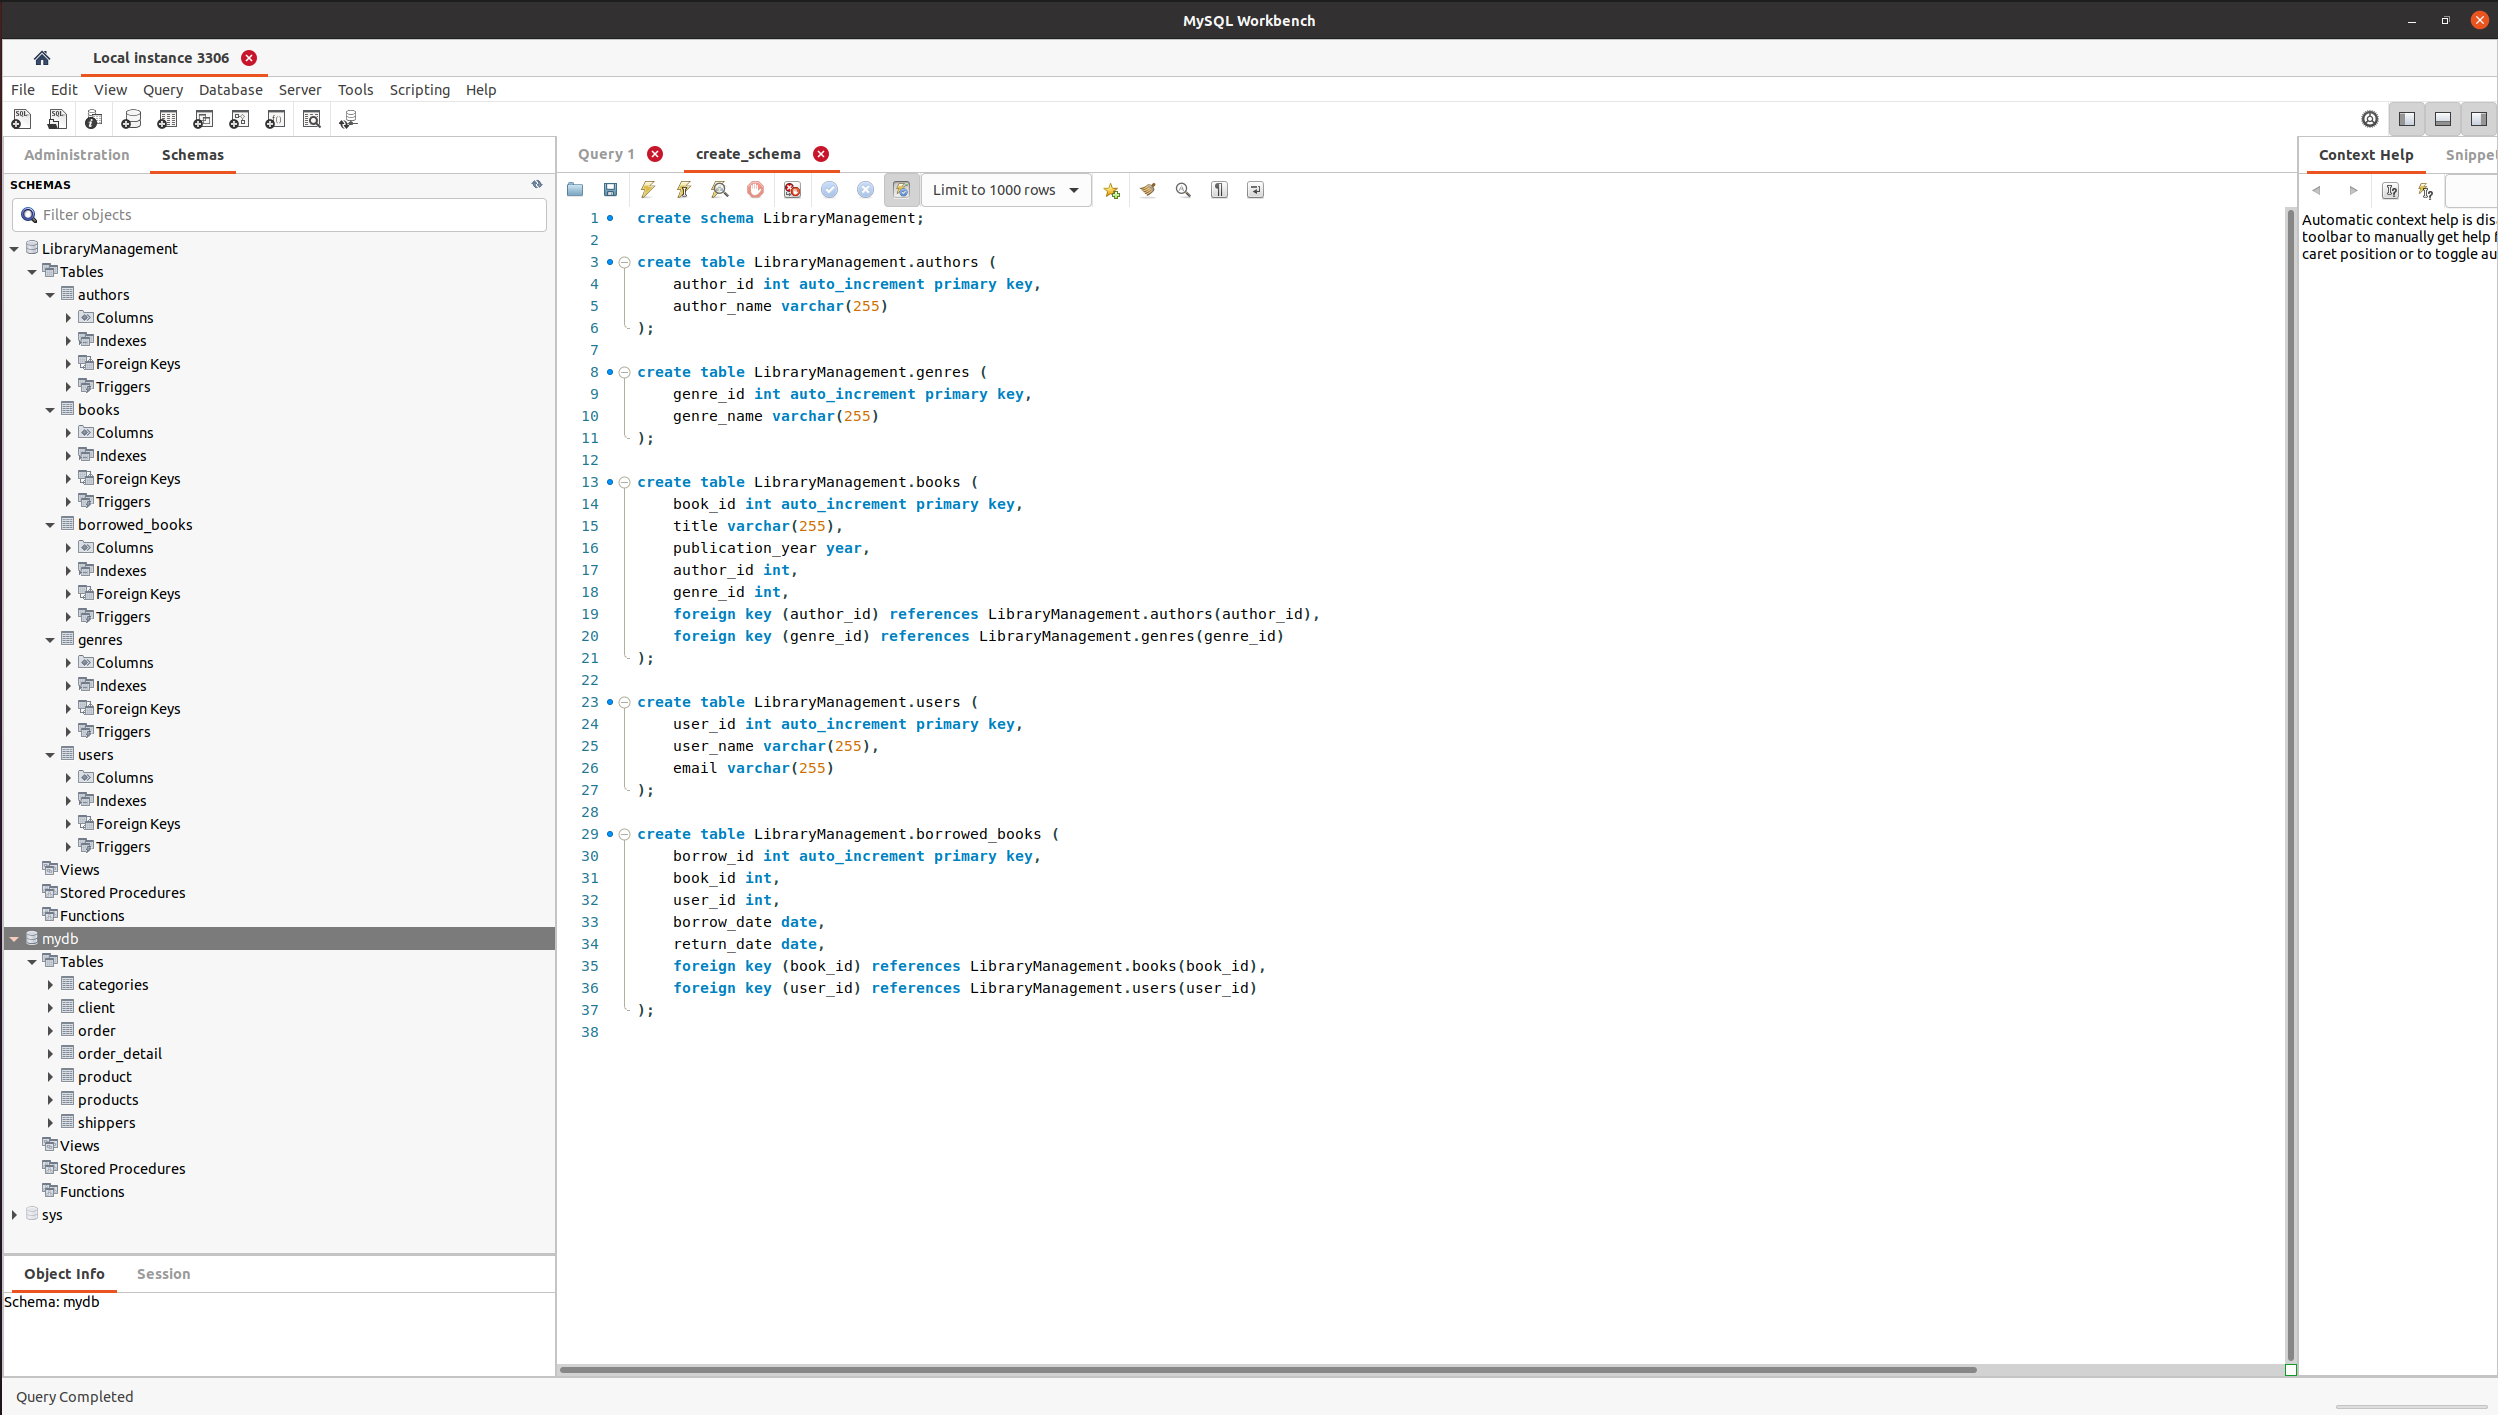 MySQL Workbench
Local instance 3306
File Edit View Query Database Server Tools Scripting Help
Administration Schemas
SCHEMAS
Filter objects
LibraryManagement
Tables
authors
Columns
Indexes
Foreign Keys
Triggers
books
Columns
Indexes
Foreign Keys
Triggers
borrowed_books
Columns
Indexes
Foreign Keys
Triggers
genres
Columns
Indexes
Foreign Keys
Triggers
users
Columns
Indexes
Foreign Keys
Triggers
Views
Stored Procedures
Functions
mydb
Tables
categories
client
order
order_detail
product
products
shippers
Views
Stored Procedures
Functions
sys
Object Info Session
Schema: mydb
Query 1 create_schema
Limit to 1000 rows
1 create schema LibraryManagement;
2
3 create table LibraryManagement.authors (
4 author_id int auto_increment primary key,
5 author_name varchar(255)
6 );
7
8 create table LibraryManagement.genres (
9 genre_id int auto_increment primary key,
10 genre_name varchar(255)
11 );
12
13 create table LibraryManagement.books (
14 book_id int auto_increment primary key,
15 title varchar(255),
16 publication_year year,
17 author_id int,
18 genre_id int,
19 foreign key (author_id) references LibraryManagement.authors(author_id),
20 foreign key (genre_id) references LibraryManagement.genres(genre_id)
21 );
22
23 create table LibraryManagement.users (
24 user_id int auto_increment primary key,
25 user_name varchar(255),
26 email varchar(255)
27 );
28
29 create table LibraryManagement.borrowed_books (
30 borrow_id int auto_increment primary key,
31 book_id int,
32 user_id int,
33 borrow_date date,
34 return_date date,
35 foreign key (book_id) references LibraryManagement.books(book_id),
36 foreign key (user_id) references LibraryManagement.users(user_id)
37 );
38
Context Help Snippe
Automatic context help is dis
toolbar to manually get help
caret position or to toggle au
Query Completed